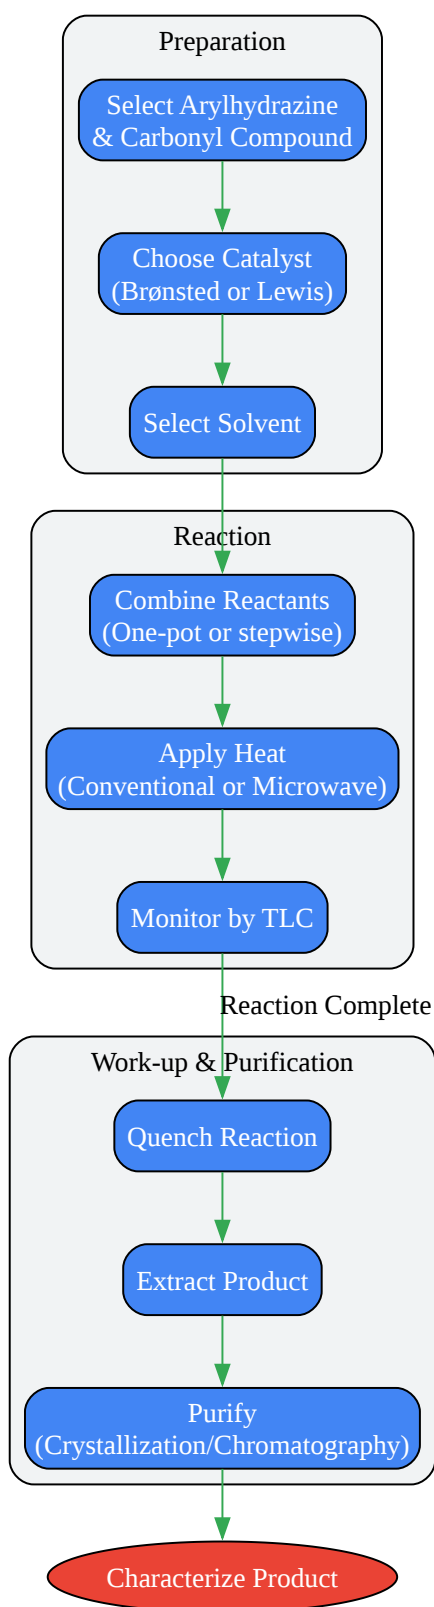 Preparation
Select Arylhydrazine
& Carbonyl Compound
Choose Catalyst
(Brønsted or Lewis)
Select Solvent
Reaction
Combine Reactants
(One-pot or stepwise)
Apply Heat
(Conventional or Microwave)
Monitor by TLC
Reaction Complete
Work-up & Purification
Quench Reaction
Extract Product
Purify
(Crystallization/Chromatography)
Characterize Product